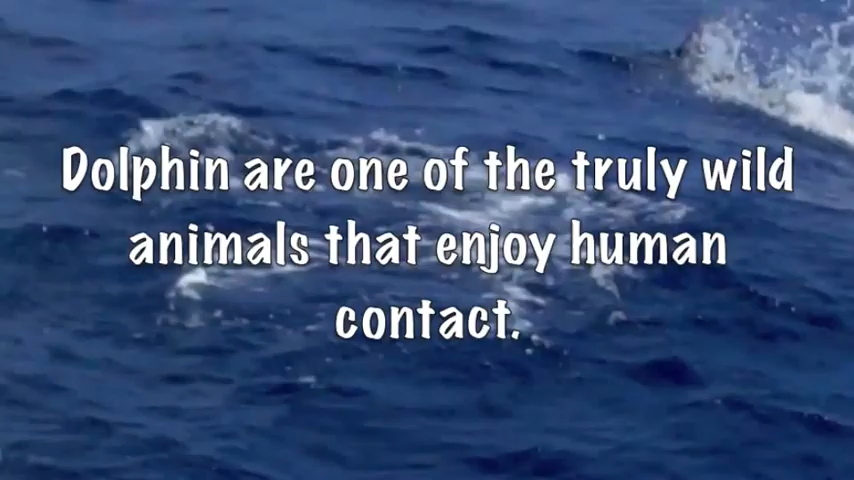 Dolphin are one of the truly wild
animals that enjoy human
contact.